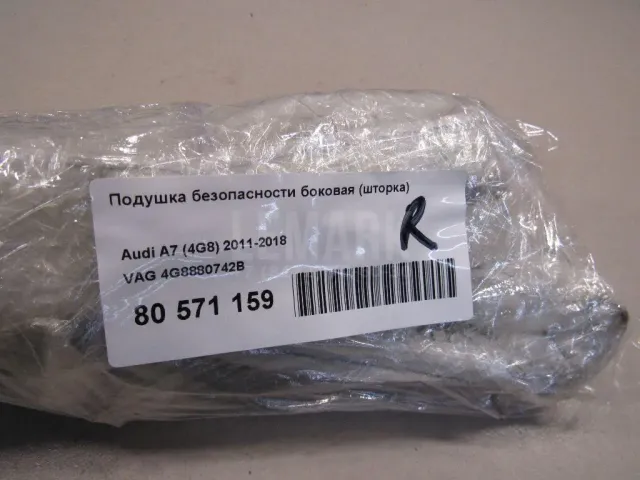 Подушка безопасности боковая (шторка)
R
Audi A7 (4G8) 2011-2018
VAG 4G8880742B
80 571 159